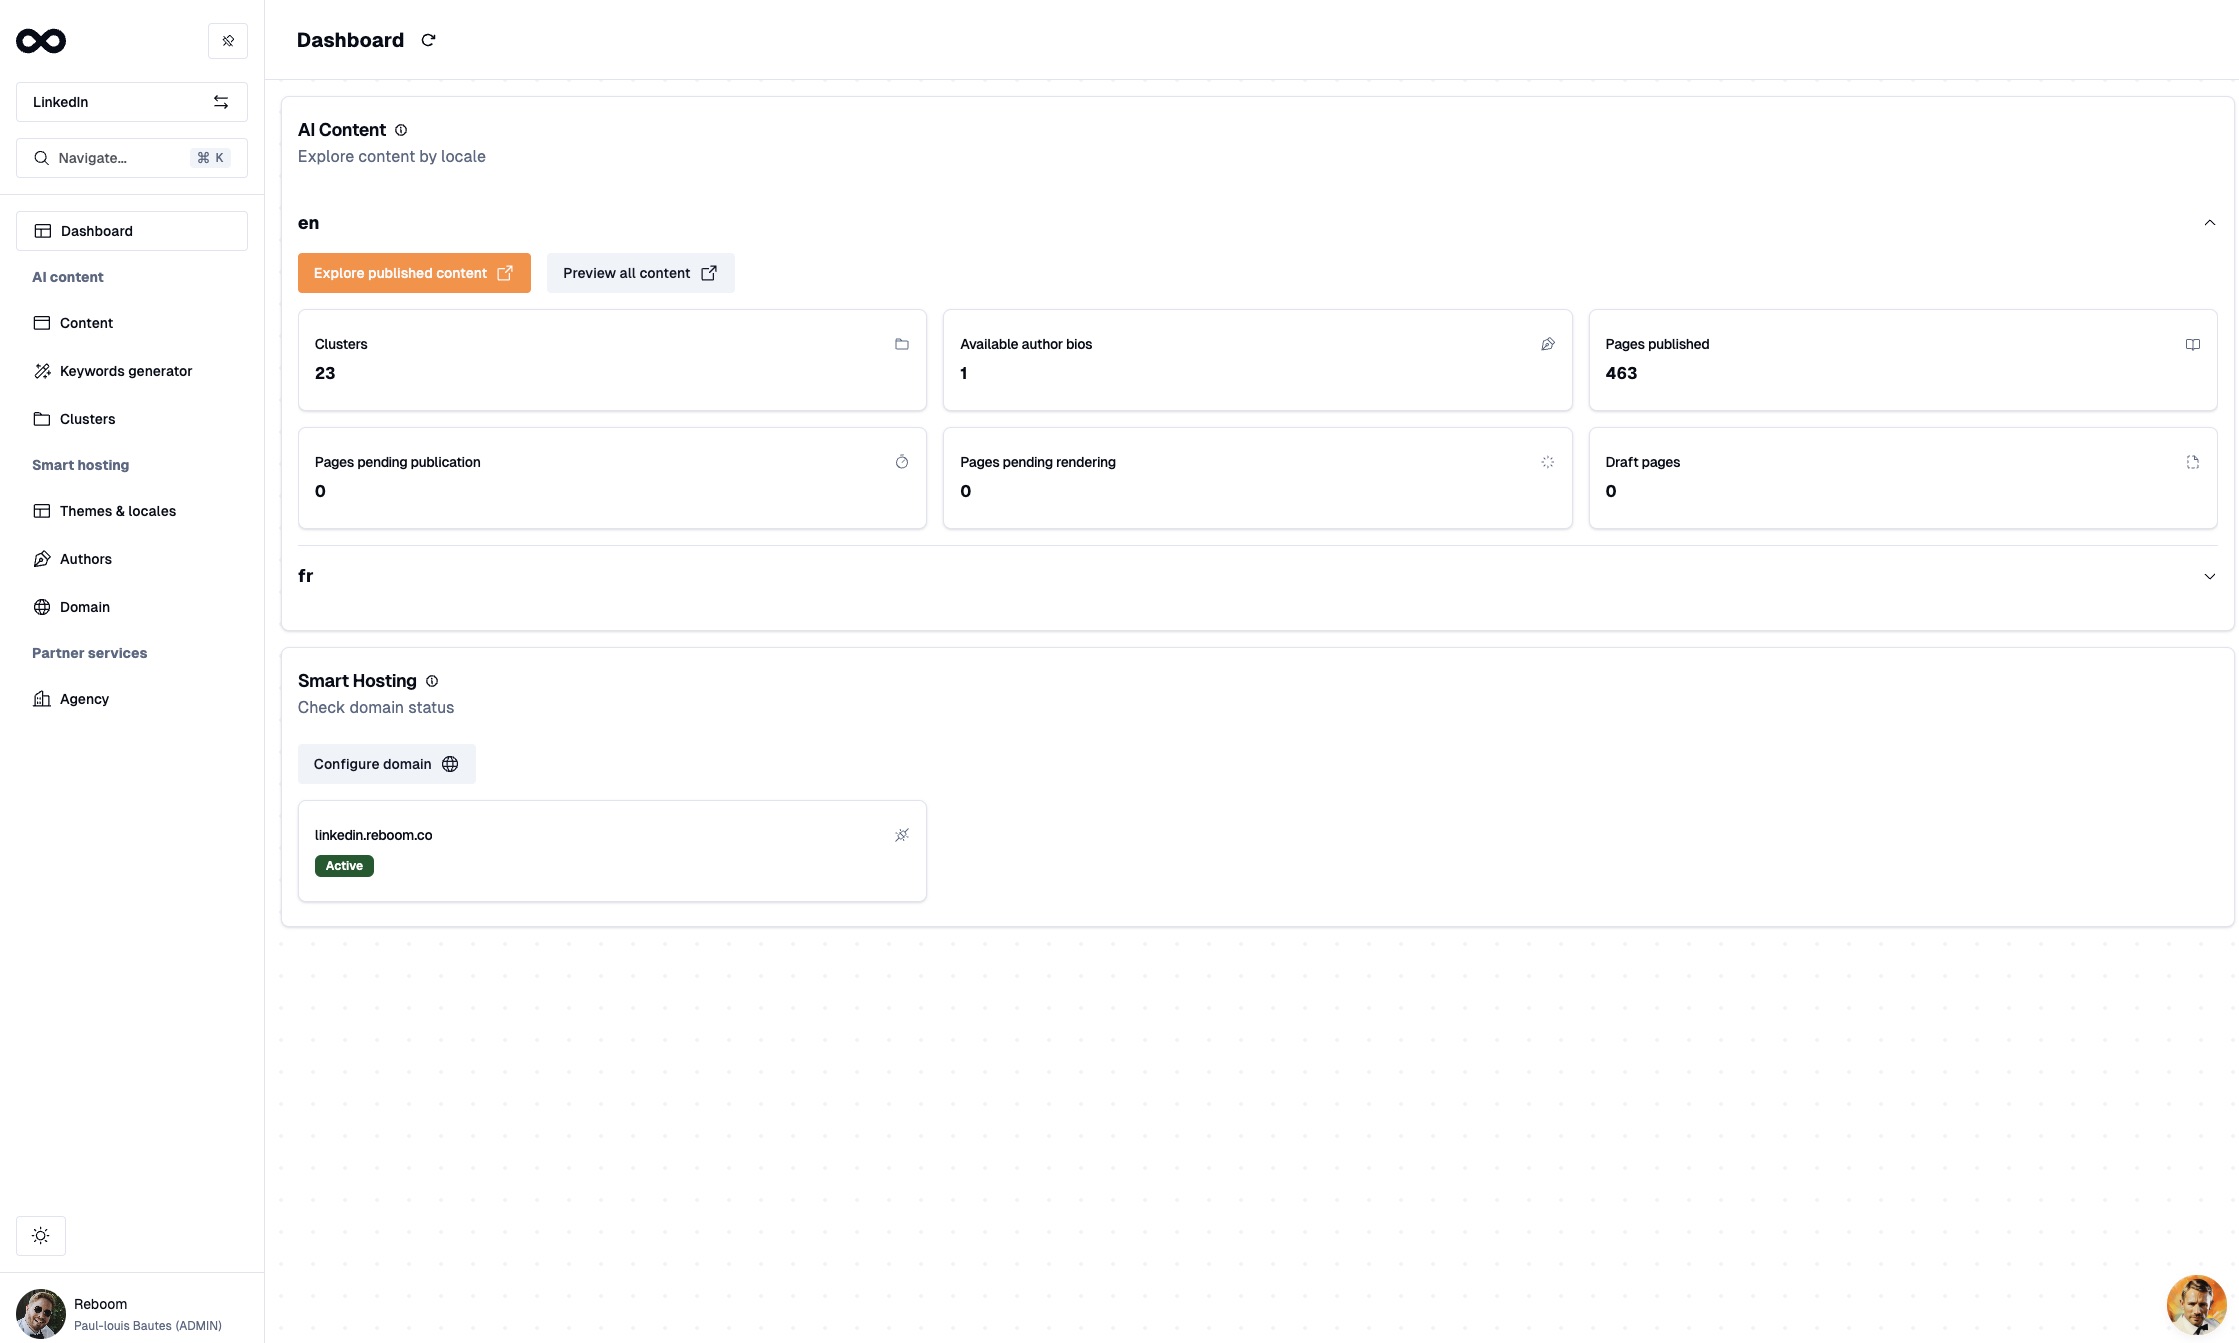 Dashboard
LinkedIn
Navigate...
⌘ K
Dashboard
AI content
Content
Keywords generator
Clusters
Smart hosting
Themes & locales
Authors
Domain
Partner services
Agency
Reboom
Paul-louis Bautes (ADMIN)
AI Content
Explore content by locale
en
Explore published content
Preview all content
Clusters
23
Available author bios
1
Pages published
463
Pages pending publication
0
Pages pending rendering
0
Draft pages
0
fr
Smart Hosting
Check domain status
Configure domain
linkedin.reboom.co
Active